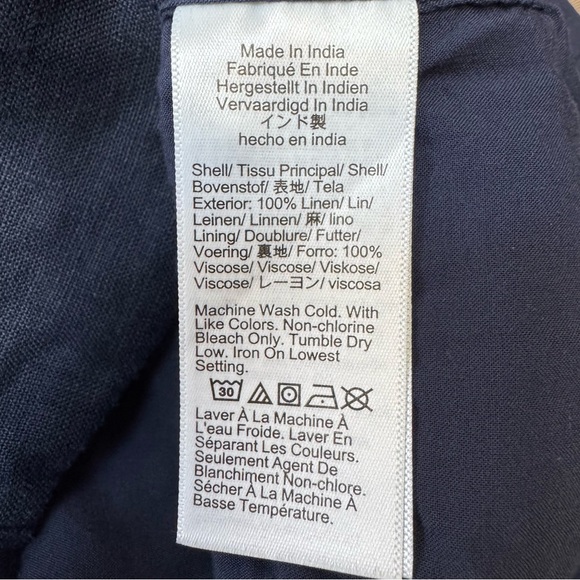 Made In India
Fabriqué En Inde
Hergestellt In Indien
Vervaardigd In India
インド製
hecho en india
Shell/ Tissu Principal/ Shell/
Bovenstof/ 表地/ Tela
Exterior: 100% Linen/ Lin/
Leinen/ Linnen/ 麻/ lino
Lining/ Doublure/ Futter/
Voering/ 裏地/ Forro: 100%
Viscose/ Viscose/ Viskose/
Viscose/ レーヨン/ viscosa
Machine Wash Cold. With
Like Colors. Non-chlorine
Bleach Only. Tumble Dry
Low. Iron On Lowest
Setting.
30
Laver À La Machine À
L'eau Froide. Laver En
Séparant Les Couleurs.
Seulement Agent De
Blanchiment Non-chlore.
Sécher À La Machine À
Basse Température.